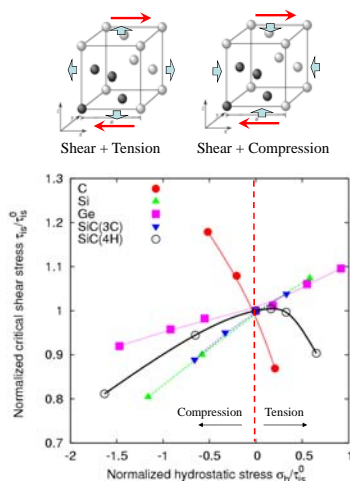 Shear + Tension
Shear + Compression
Normalized critical shear stress τis/τ⁰is
1.3
1.2
1.1
1
0.9
0.8
0.7
C
Si
Ge
SiC(3C)
SiC(4H)
Compression
Tension
-2
-1.5
-1
-0.5
0
0.5
1
Normalized hydrostatic stress σh/τ⁰is